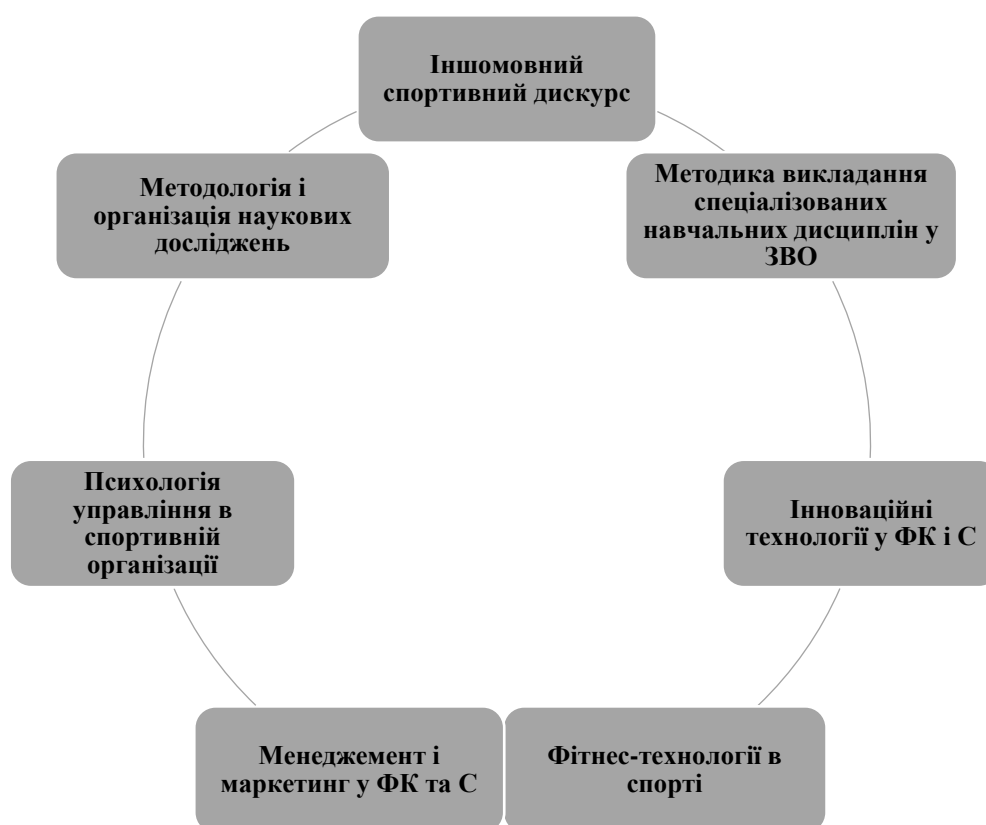 Іншомовний
спортивний дискурс
Методика викладання
спеціалізованих
навчальних дисциплін у
ЗВО
Інноваційні
технології у ФК і С
Фітнес-технології в
спорті
Менеджмент і
маркетинг у ФК та С
Психологія
управління в
спортивній
організації
Методологія і
організація наукових
досліджень